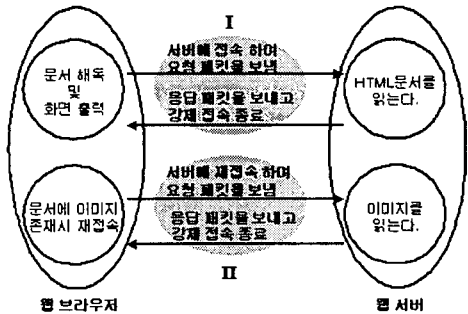 I
서버에 접속 하여
요청 패킷을 보냄
문서 해독
및
화면 출력
HTML문서를
읽는다.
응답 패킷을 보내고
강제 접속 종료
서버에 재접속 하여
요청 패킷을 보냄
문서에 이미지
존재시 재접속
이미지를
읽는다.
응답 패킷을 보내고
강제 접속 종료
II
웹 브라우저
웹 서버